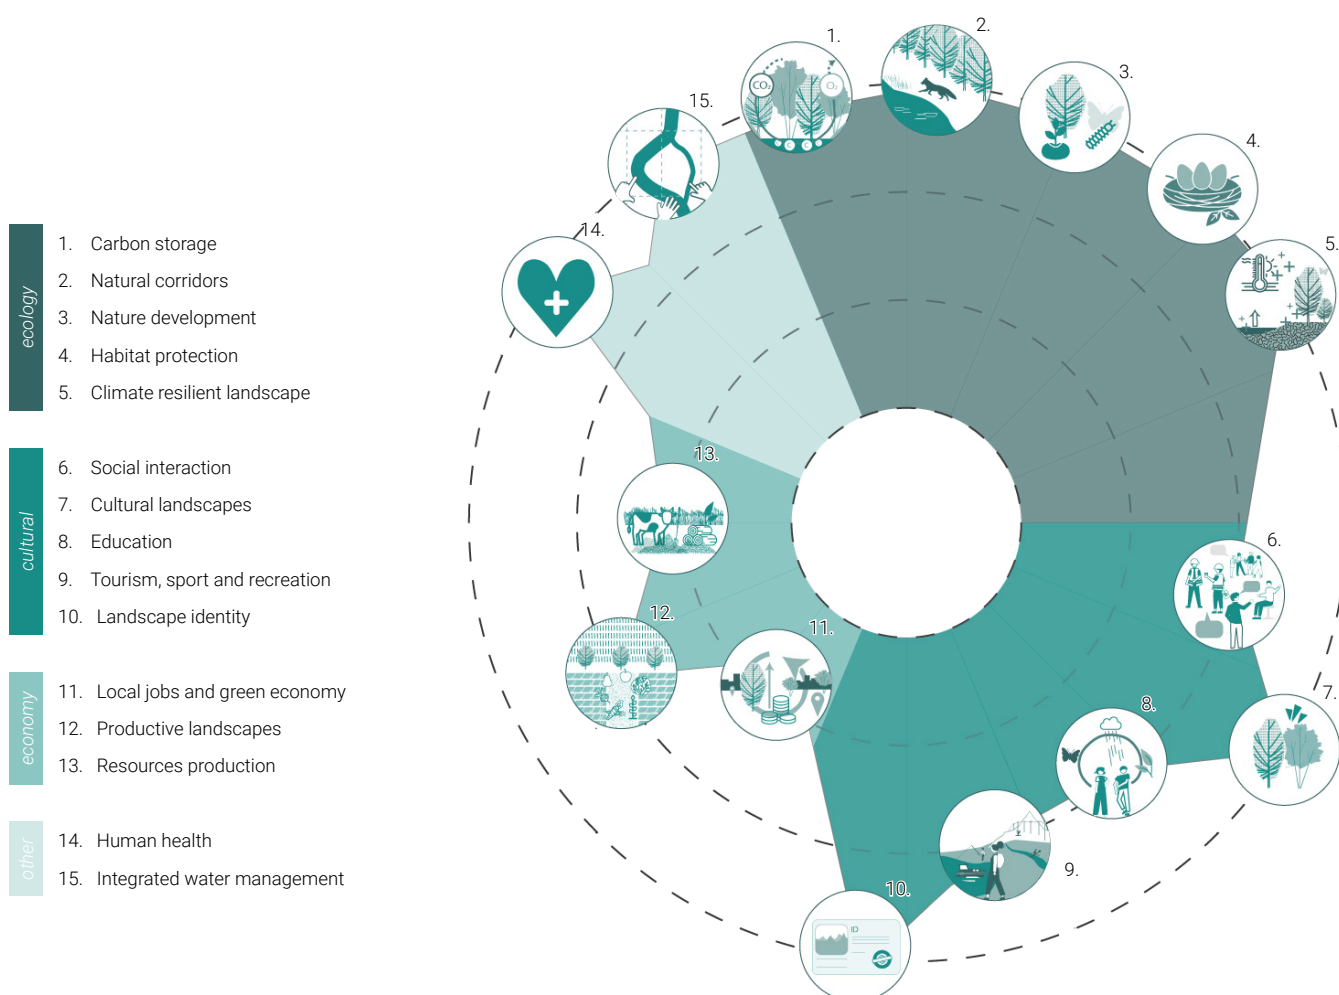 ecology
1. Carbon storage
2. Natural corridors
3. Nature development
4. Habitat protection
5. Climate resilient landscape
cultural
6. Social interaction
7. Cultural landscapes
8. Education
9. Tourism, sport and recreation
10. Landscape identity
economy
11. Local jobs and green economy
12. Productive landscapes
13. Resources production
other
14. Human health
15. Integrated water management
1.
CO₂
O₂
C C
2.
3.
4.
5.
6.
7.
8.
9.
10.
ID
11.
12.
13.
14.
15.